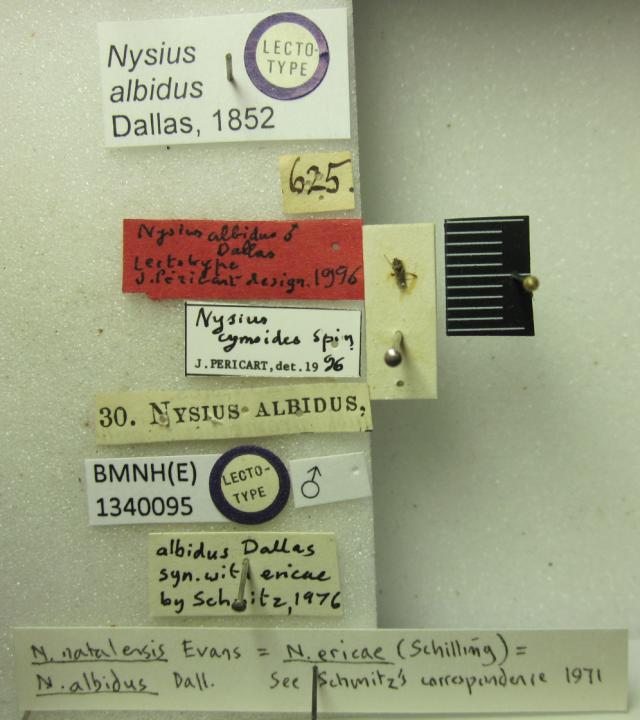 Nysius
albidus
Dallas, 1852
LECTO-
TYPE
625.
Nysius albidus ♂
Dallas
Lectotype
J. Péricart design. 1996
Nysius
cymoides Spin
J. PERICART, det. 19 96
30. NYSIUS ALBIDUS,
BMNH(E)
1340095
LECTO-
TYPE
♂
albidus Dallas
syn. with ericae
by Schmitz, 1976
N. natalensis Evans = N. ericae (Schilling) =
N. albidus Dall. See Schmitz's correspondence 1971